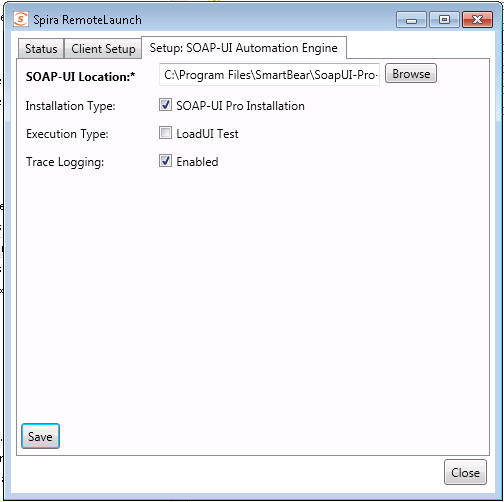 Spira RemoteLaunch
Status Client Setup Setup: SOAP-UI Automation Engine
SOAP-UI Location:* C:\Program Files\SmartBear\SoapUI-Pro- Browse
Installation Type: SOAP-UI Pro Installation
Execution Type: LoadUI Test
Trace Logging: Enabled
Save
Close